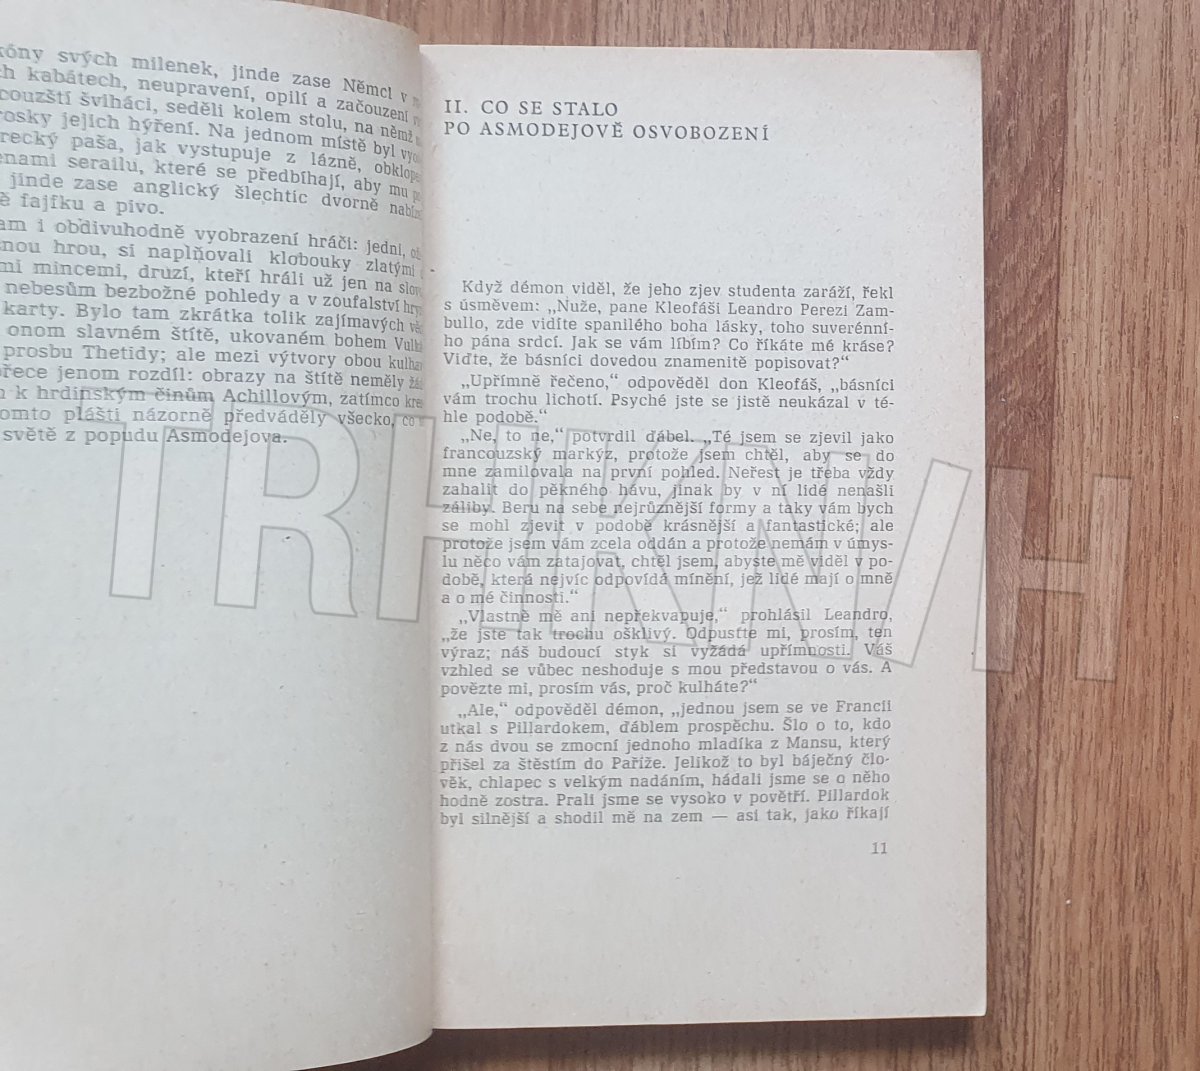 svých milenek, jinde zase Němci v
kabátech, neupravení, opilí a začouzení
šviháci, seděli kolem stolu, na němž
jejich hýření. Na jednom místě byl
paša, jak vystupuje z lázně,
serailu, které se předbíhají, aby mu
jinde zase anglický šlechtic dvorně
fajfku a pivo.
i obdivuhodně vyobrazení hráči: jedni,
hrou, si naplňovali klobouky zlatými
mincemi, druzí, kteří hráli už jen na
nebesům bezbožné pohledy a v zoufalství
karty. Bylo tam zkrátka tolik zajímavých
onom slavném štítě, ukovaném bohem
prosbu Thetidy; ale mezi výtvory obou
jenom rozdíl: obrazy na štítě neměly
k hrdinským činům Achillovým, zatímco
plášti názorně předváděly všecko, co
světě z popudu Asmodejova.
II. CO SE STALO
PO ASMODEJOVĚ OSVOBOZENÍ
Když démon viděl, že jeho zjev studenta zaráží, řekl
s úsměvem: „Nuže, pane Kleofáši Leandro Perezi Zam-
bullo, zde vidíte spanilého boha lásky, toho suverénní-
ho pána srdcí. Jak se vám líbím? Co říkáte mé kráse?
Viďte, že básníci dovedou znamenitě popisovat?“
„Upřímně řečeno,“ odpověděl don Kleofáš, „básníci
vám trochu lichotí. Psyché jste se jistě neukázal v té-
hle podobě.“
„Ne, to ne,“ potvrdil ďábel. „Té jsem se zjevil jako
francouzský markýz, protože jsem chtěl, aby se do
mne zamilovala na první pohled. Neřest je třeba vždy
zahalit do pěkného hávu, jinak by v ní lidé nenašli
záliby. Beru na sebe nejrůznější formy a taky vám bych
se mohl zjevit v podobě krásnější a fantastické; ale
protože jsem vám zcela oddán a protože nemám v úmys-
lu něco vám zatajovat, chtěl jsem, abyste mě viděl v po-
době, která nejvíc odpovídá mínění, jež lidé mají o mně
a o mé činnosti.“
„Vlastně mě ani nepřekvapuje,“ prohlásil Leandro,
„že jste tak trochu ošklivý. Odpusťte mi, prosím, ten
výraz; náš budoucí styk si vyžádá upřímnosti. Váš
vzhled se vůbec neshoduje s mou představou o vás. A
povězte mi, prosím vás, proč kulháte?“
„Ale,“ odpověděl démon, „jednou jsem se ve Francii
utkal s Pillardokem, ďáblem prospěchu. Šlo o to, kdo
z nás dvou se zmocní jednoho mladíka z Mansu, který
přišel za štěstím do Paříže. Jelikož to byl báječný člo-
věk, chlapec s velkým nadáním, hádali jsme se o něho
hodně zostra. Prali jsme se vysoko v povětří. Pillardok
byl silnější a shodil mě na zem — asi tak, jako říkají
11
TRHKNIH